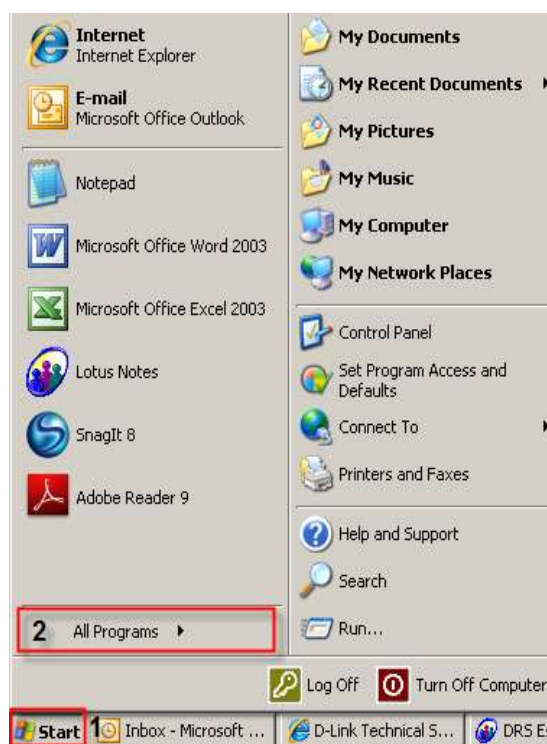 Internet
Internet Explorer
E-mail
Microsoft Office Outlook
Notepad
Microsoft Office Word 2003
Microsoft Office Excel 2003
Lotus Notes
SnagIt 8
Adobe Reader 9
2 All Programs
My Documents
My Recent Documents
My Pictures
My Music
My Computer
My Network Places
Control Panel
Set Program Access and
Defaults
Connect To
Printers and Faxes
Help and Support
Search
Run...
Log Off
Turn Off Computer
Start 1
Inbox - Microsoft ...
D-Link Technical S...
DRS E